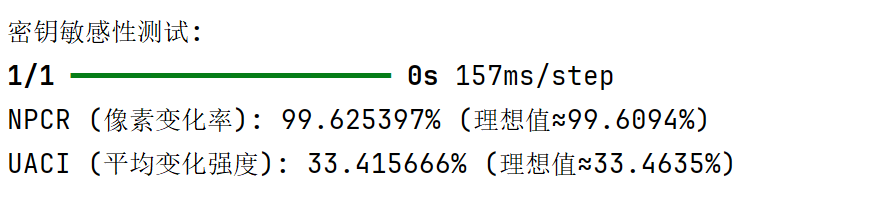 密钥敏感性测试：
1/1 ━━━━━━━━━━━━━━━━━━━━ 0s 157ms/step
NPCR (像素变化率): 99.625397% (理想值≈99.6094%)
UACI (平均变化强度): 33.415666% (理想值≈33.4635%)